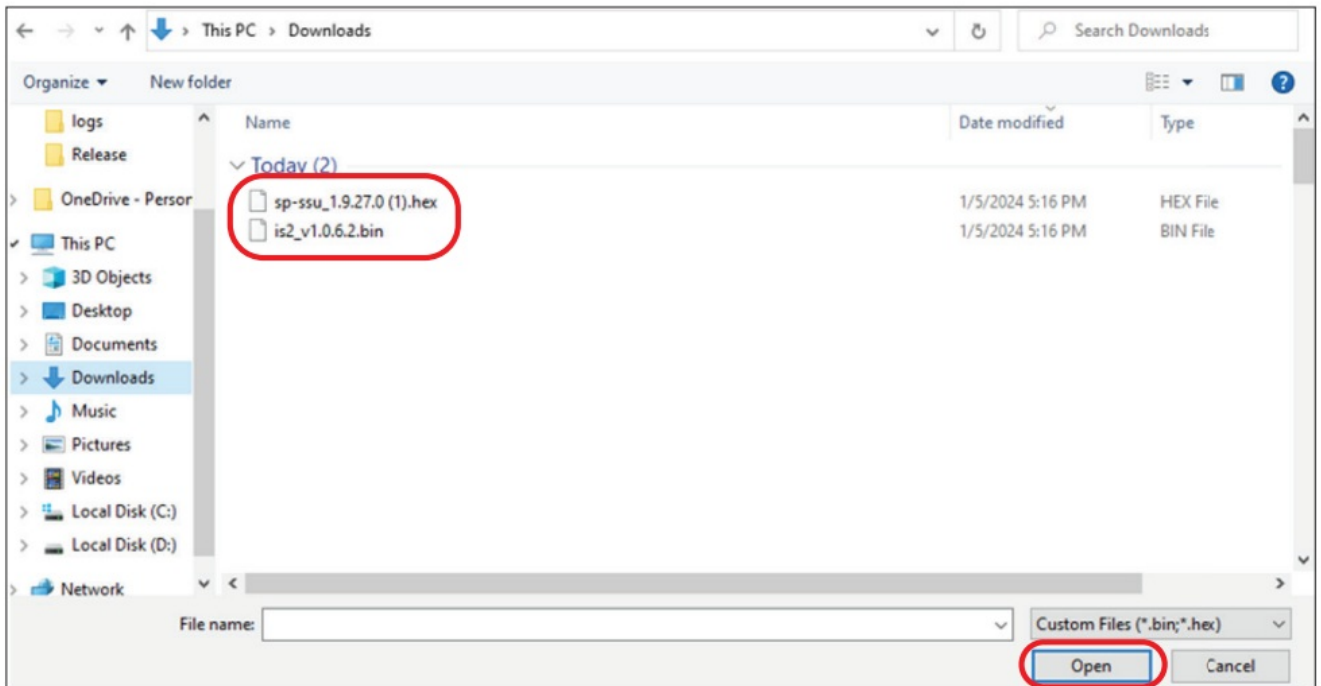 This PC > Downloads
Search Downloads
Organize
New folder
logs
Release
OneDrive - Person
This PC
3D Objects
Desktop
Documents
Downloads
Music
Pictures
Videos
Local Disk (C:)
Local Disk (D:)
Network
Name Date modified Type
Today (2)
sp-ssu_1.9.27.0 (1).hex 1/5/2024 5:16 PM HEX File
is2_v1.0.6.2.bin 1/5/2024 5:16 PM BIN File
File name:
Custom Files (*.bin;*.hex)
Open Cancel